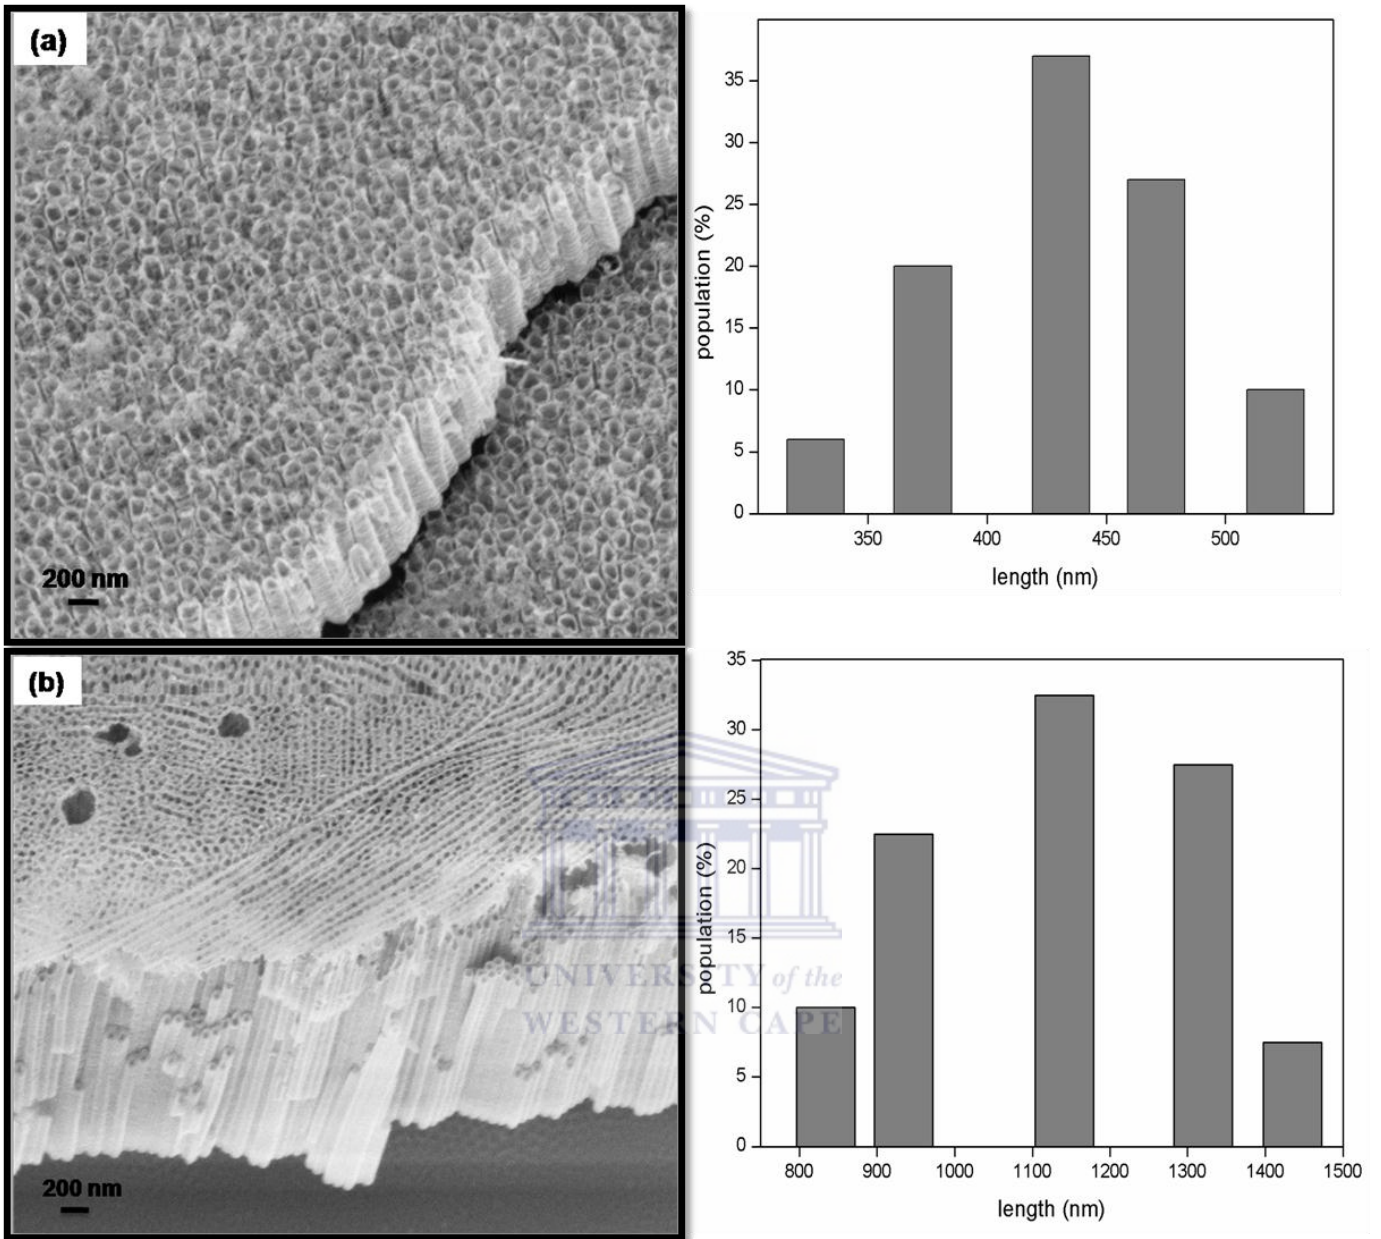 (a)
200 nm
35
30
25
20
15
10
5
0
population (%)
350 400 450 500
length (nm)
(b)
200 nm
35
30
25
20
15
10
5
0
population (%)
800 900 1000 1100 1200 1300 1400 1500
length (nm)
UNIVERSITY of the
WESTERN CAPE